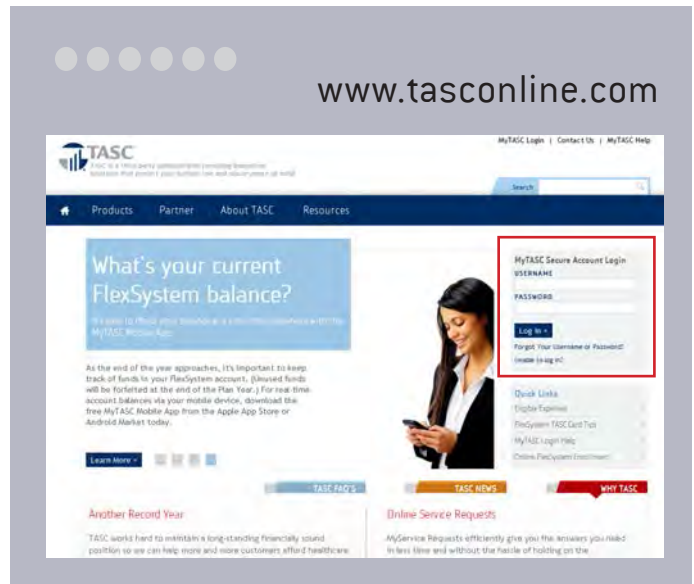 www.tasconline.com
MyTASC Login | Contact Us | MyTASC Help
TASC
Search
Products Partner About TASC Resources
What's your current
FlexSystem balance?
MyTASC Mobile App
As the end of the year approaches, it's important to keep
track of funds in your FlexSystem account. (Unused funds
will be forfeited at the end of the Plan Year.) For real-time
account balances via your mobile device, download the
free MyTASC Mobile App from the Apple App Store or
Android Market today.
Learn More
MyTASC Secure Account Login
USERNAME
PASSWORD
Log In
Forgot Your Username or Password?
Unable to log in?
Quick Links
Eligible Expenses
FlexSystem TASC Card Tips
MyTASC Login Help
Online FlexSystem Enrollment
TASC FAQ'S
TASC NEWS
WHY TASC
Another Record Year
TASC works hard to maintain a long-standing financially sound
position so we can help more and more customers afford healthcare
Online Service Requests
MyService Requests efficiently give you the answers you need
in less time and without the hassle of holding on the